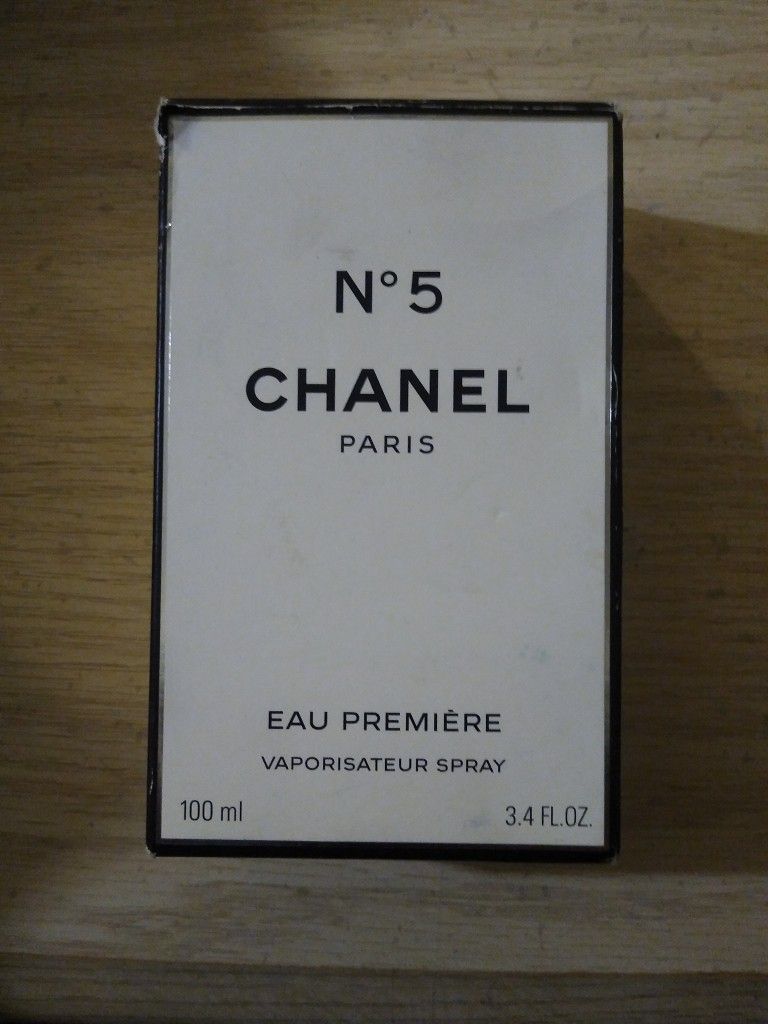 N° 5
CHANEL
PARIS
EAU PREMIÈRE
VAPORISATEUR SPRAY
100 ml 3.4 FL.OZ.